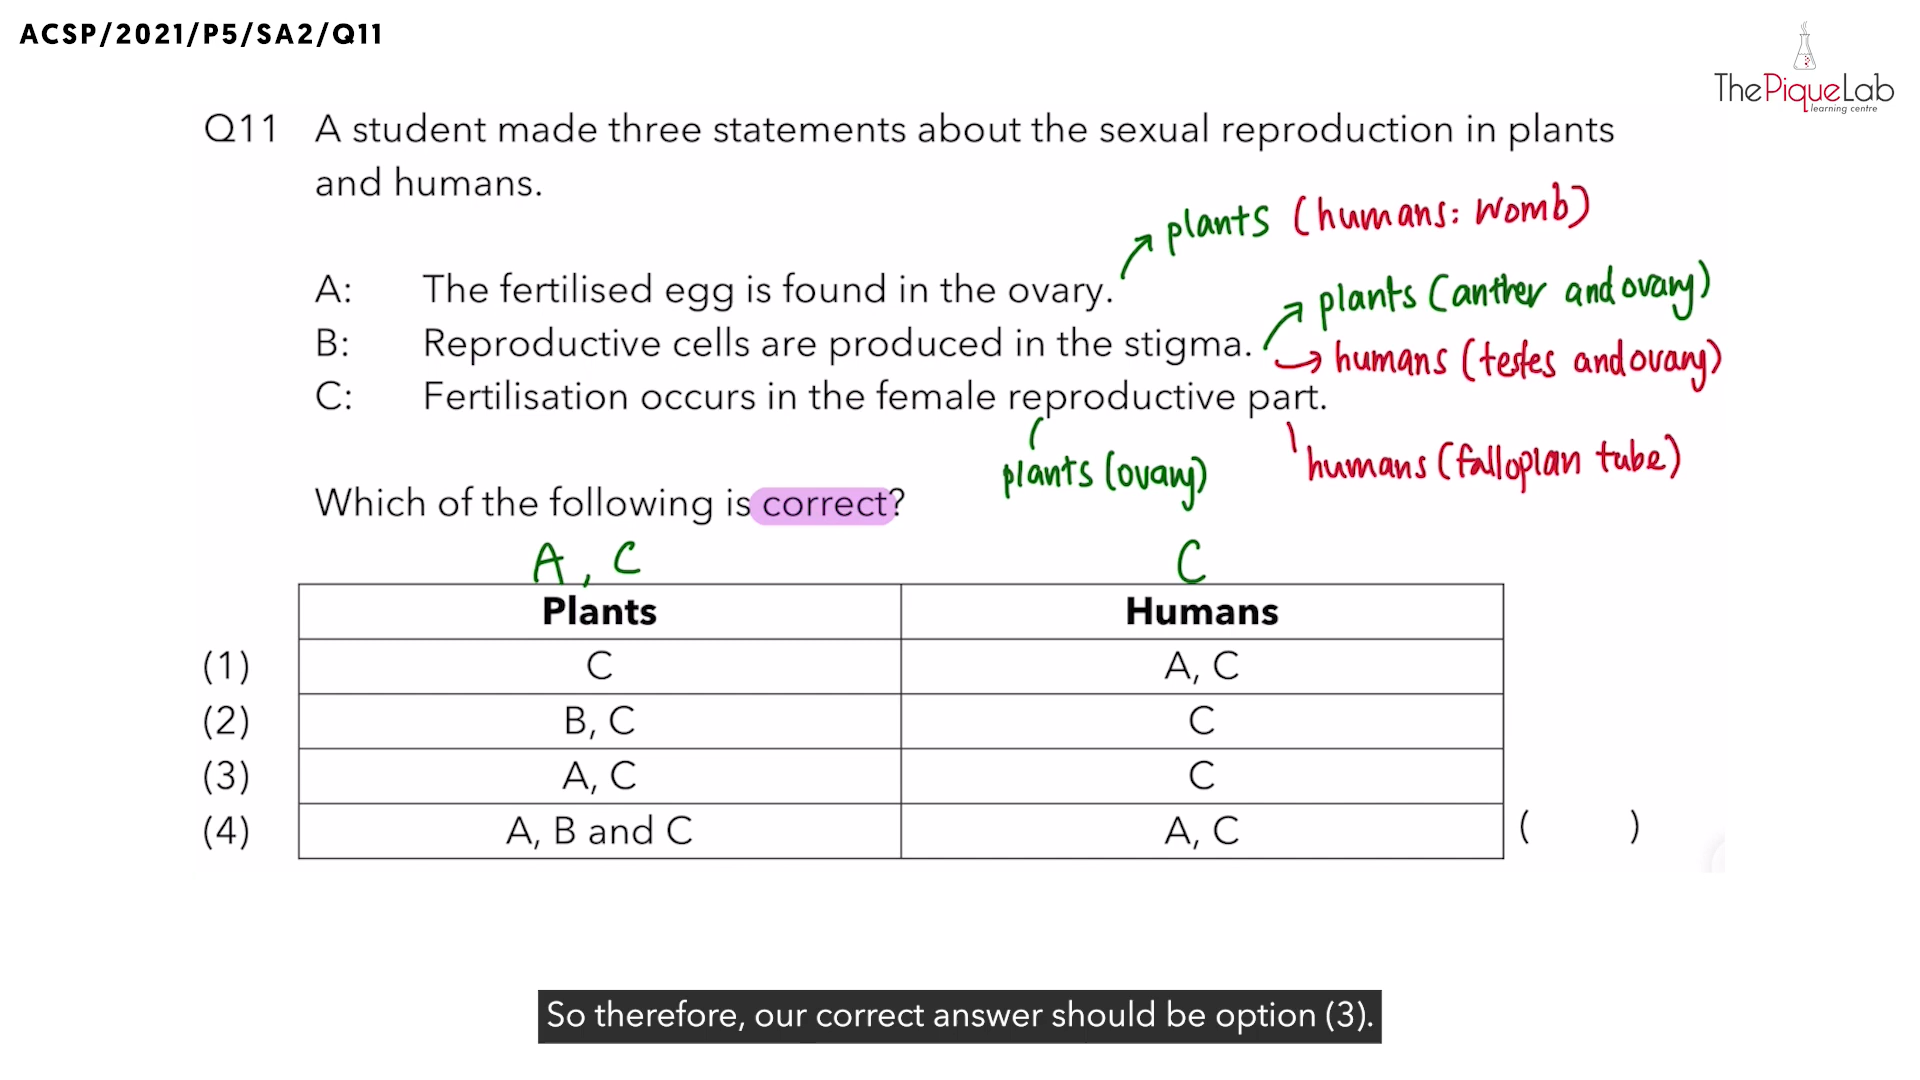 ACSP/2021/P5/SA2/Q11
ThePiqueLab
learning centre
Q11 A student made three statements about the sexual reproduction in plants
and humans.
plants (humans: womb)
A: The fertilised egg is found in the ovary.
plants (anther and ovary)
B: Reproductive cells are produced in the stigma.
humans (testes and ovary)
C: Fertilisation occurs in the female reproductive part.
plants (ovary)
humans (fallopian tube)
Which of the following is correct?
A, C C
Plants Humans
(1) C A, C
(2) B, C C
(3) A, C C
(4) A, B and C A, C ( )
So therefore, our correct answer should be option (3).